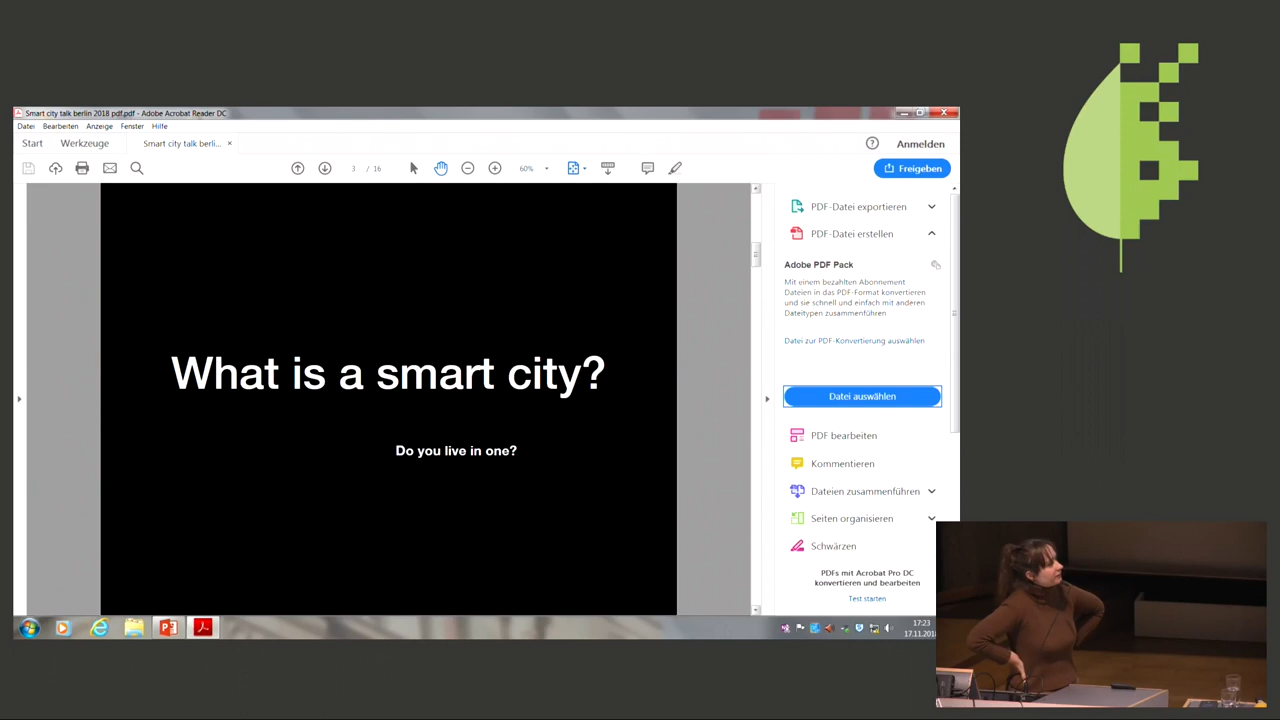 Smart city talk berlin 2018 pdf.pdf - Adobe Acrobat Reader DC
Datei Bearbeiten Anzeige Fenster Hilfe
Start Werkzeuge Smart city talk berli... × Anmelden
3 / 16 60% Freigeben
PDF-Datei exportieren
PDF-Datei erstellen
Adobe PDF Pack
Mit einem bezahlten Abonnement
Dateien in das PDF-Format konvertieren
und sie schnell und einfach mit anderen
Dateitypen zusammenführen
Datei zur PDF-Konvertierung auswählen
Datei auswählen
PDF bearbeiten
Kommentieren
Dateien zusammenführen
Seiten organisieren
Schwärzen
PDFs mit Acrobat Pro DC
konvertieren und bearbeiten
Test starten
What is a smart city?
Do you live in one?
17:23
17.11.201